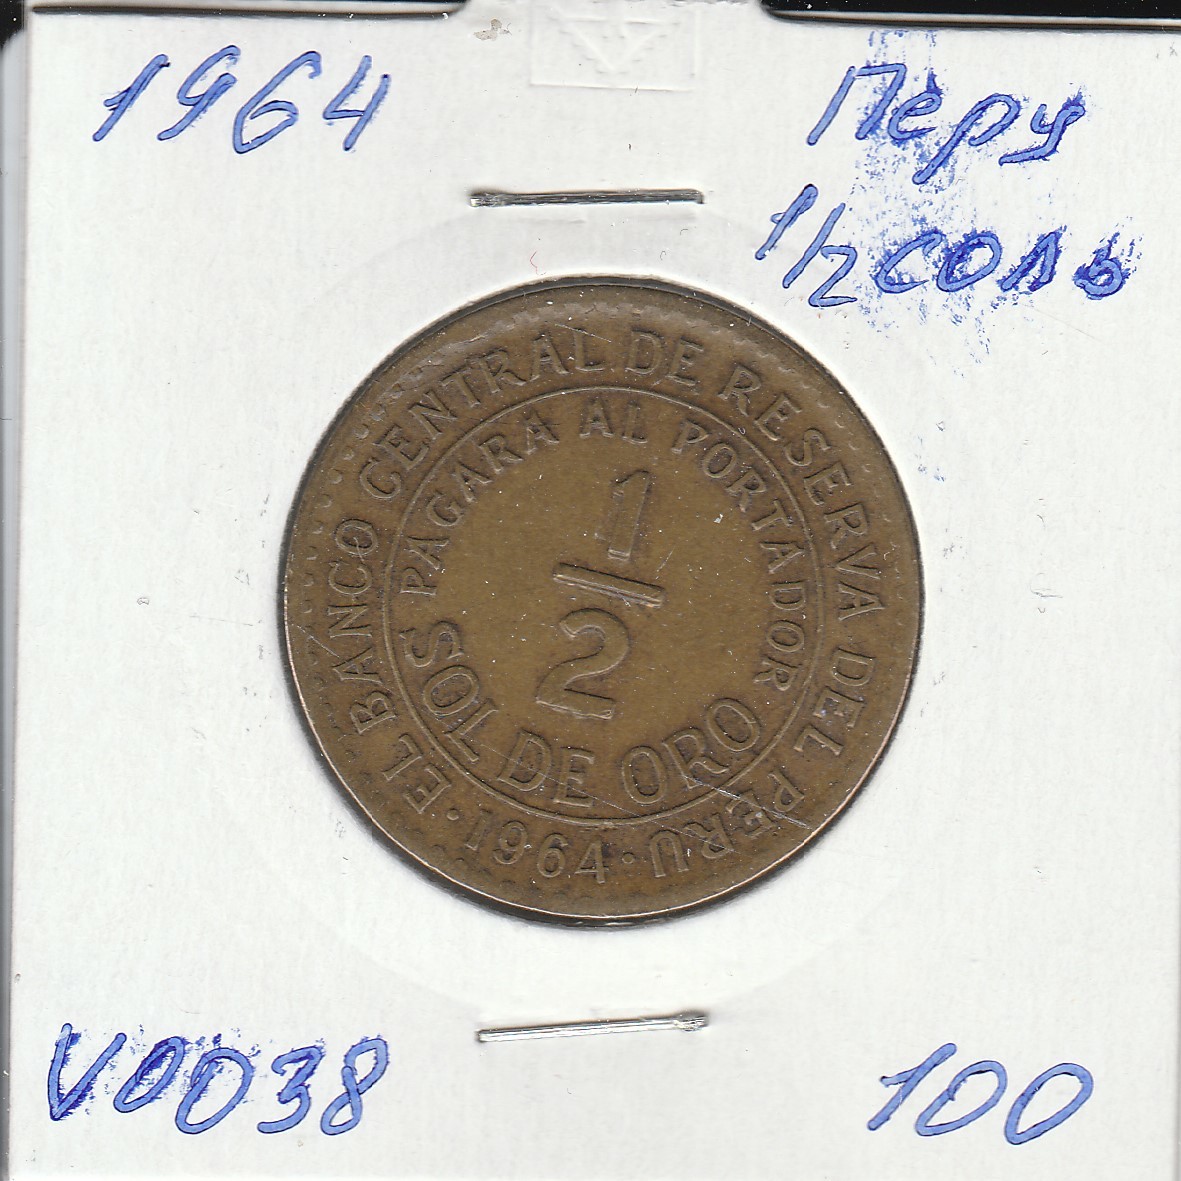 1964
Перу
1/2 соль
EL BANCO CENTRAL DE RESERVA DEL PERU
PAGARA AL PORTADOR
1
2
SOL DE ORO
· 1964 ·
V0038
100